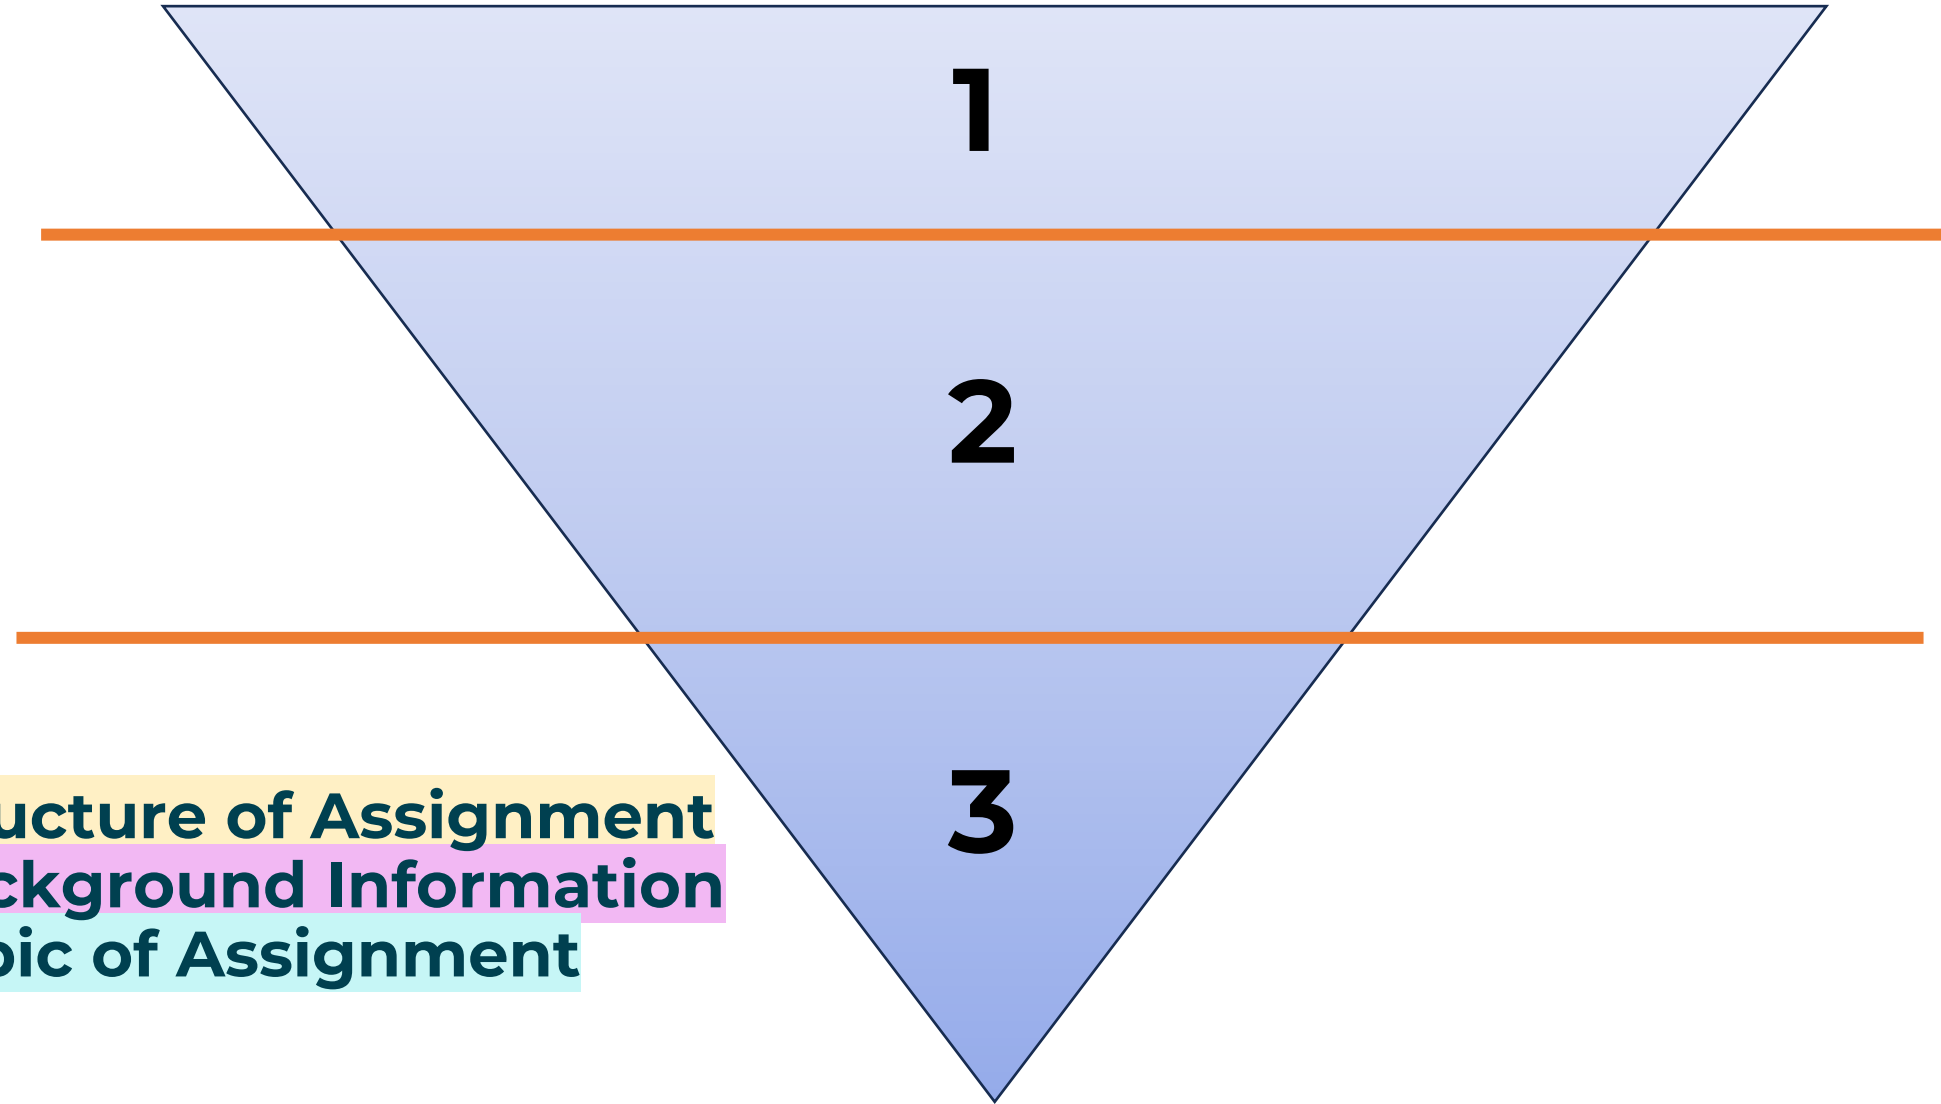 1
2
3
ucture of Assignment
ckground Information
pic of Assignment